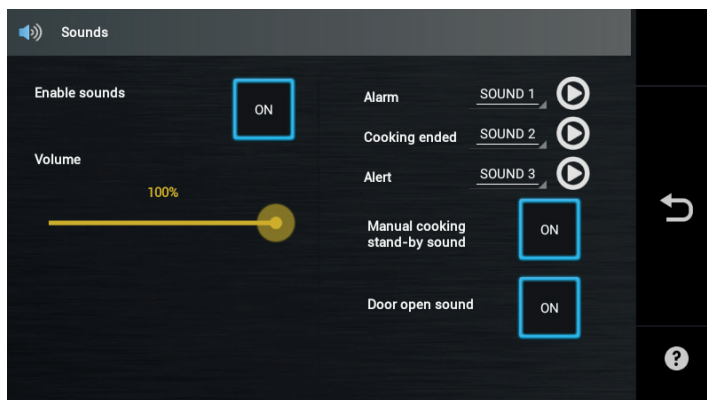 Sounds
Enable sounds
ON
Volume
100%
Alarm
SOUND 1
Cooking ended
SOUND 2
Alert
SOUND 3
Manual cooking
stand-by sound
ON
Door open sound
ON
?